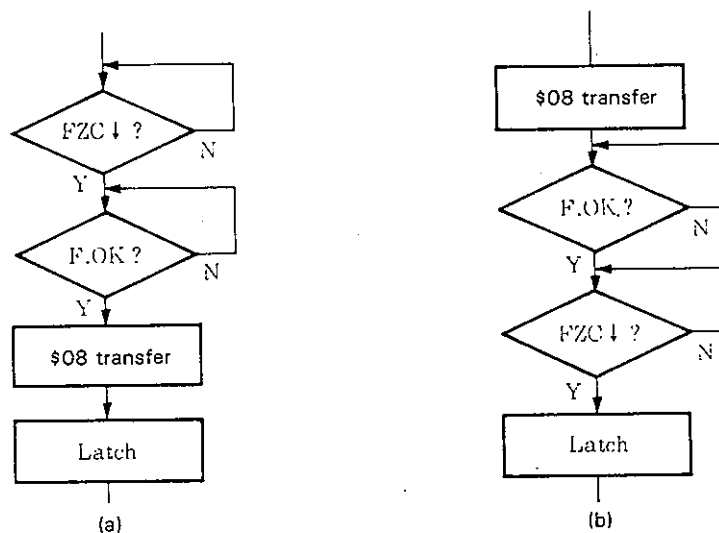 FZC ↓ ?
N
Y
F.OK ?
N
Y
$08 transfer
Latch
(a)
$08 transfer
F.OK.?
N
Y
FZC ↓ ?
N
Y
Latch
(b)